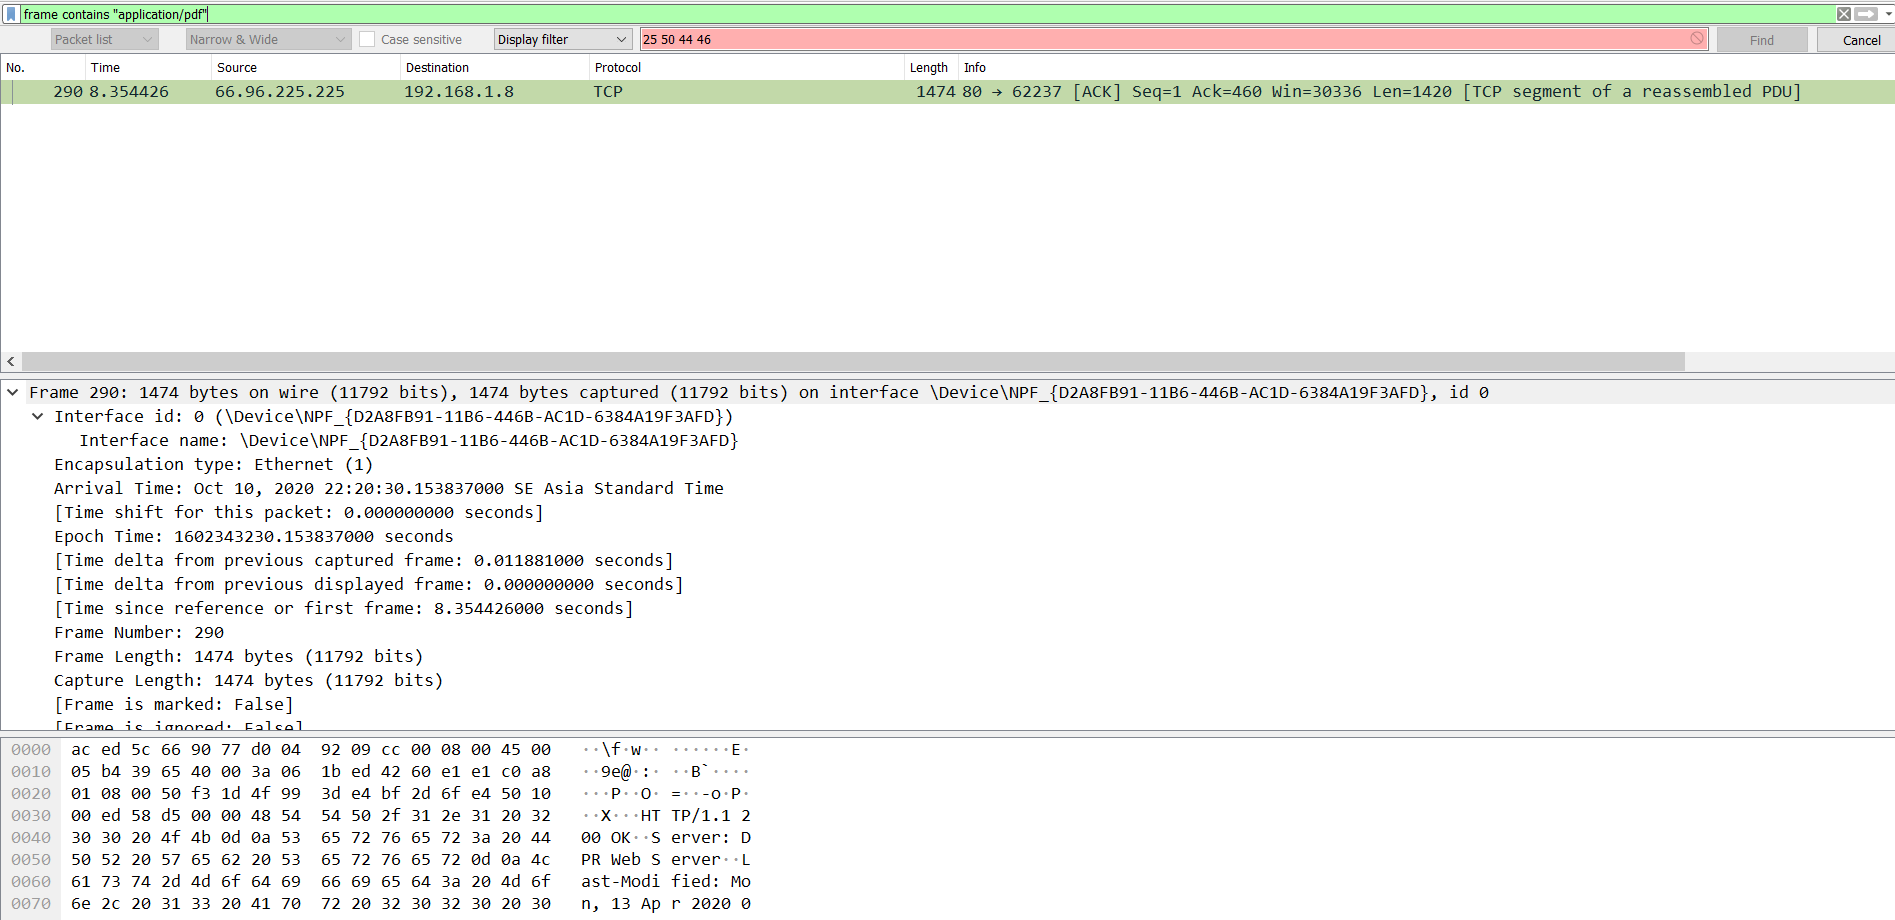 frame contains "application/pdf"
Packet list Narrow & Wide Case sensitive Display filter 25 50 44 46 Find Cancel
No. Time Source Destination Protocol Length Info
290 8.354426 66.96.225.225 192.168.1.8 TCP 1474 80 → 62237 [ACK] Seq=1 Ack=460 Win=30336 Len=1420 [TCP segment of a reassembled PDU]
Frame 290: 1474 bytes on wire (11792 bits), 1474 bytes captured (11792 bits) on interface \Device\NPF_{D2A8FB91-11B6-446B-AC1D-6384A19F3AFD}, id 0
Interface id: 0 (\Device\NPF_{D2A8FB91-11B6-446B-AC1D-6384A19F3AFD})
Interface name: \Device\NPF_{D2A8FB91-11B6-446B-AC1D-6384A19F3AFD}
Encapsulation type: Ethernet (1)
Arrival Time: Oct 10, 2020 22:20:30.153837000 SE Asia Standard Time
[Time shift for this packet: 0.000000000 seconds]
Epoch Time: 1602343230.153837000 seconds
[Time delta from previous captured frame: 0.011881000 seconds]
[Time delta from previous displayed frame: 0.000000000 seconds]
[Time since reference or first frame: 8.354426000 seconds]
Frame Number: 290
Frame Length: 1474 bytes (11792 bits)
Capture Length: 1474 bytes (11792 bits)
[Frame is marked: False]
[Frame is ignored: False]
0000 ac ed 5c 66 90 77 d0 04 92 09 cc 00 08 00 45 00 ··\f·w·· ······E·
0010 05 b4 39 65 40 00 3a 06 1b ed 42 60 e1 e1 c0 a8 ··9e@·:· ··B`····
0020 01 08 00 50 f3 1d 4f 99 3d e4 bf 2d 6f e4 50 10 ···P··O· =··-o·P·
0030 00 ed 58 d5 00 00 48 54 54 50 2f 31 2e 31 20 32 ··X···HT TP/1.1 2
0040 30 30 20 4f 4b 0d 0a 53 65 72 76 65 72 3a 20 44 00 OK··S erver: D
0050 50 52 20 57 65 62 20 53 65 72 76 65 72 0d 0a 4c PR Web S erver··L
0060 61 73 74 2d 4d 6f 64 69 66 69 65 64 3a 20 4d 6f ast-Modi fied: Mo
0070 6e 2c 20 31 33 20 41 70 72 20 32 30 32 30 20 30 n, 13 Ap r 2020 0